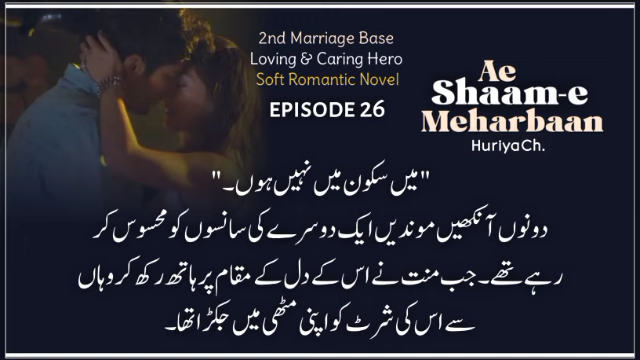 2nd Marriage Base
Loving & Caring Hero
Soft Romantic Novel
EPISODE 26
Ae
Shaam-e
Meharbaan
HuriyaCh.
"میں سکون میں نہیں ہوں۔"
دونوں آنکھیں موندیں ایک دوسرے کی سانسوں کو محسوس کر
رہے تھے۔ جب منت نے اس کے دل کے مقام پر ہاتھ رکھ کر وہاں
سے اس کی شرٹ کو اپنی مٹھی میں جکڑا تھا۔